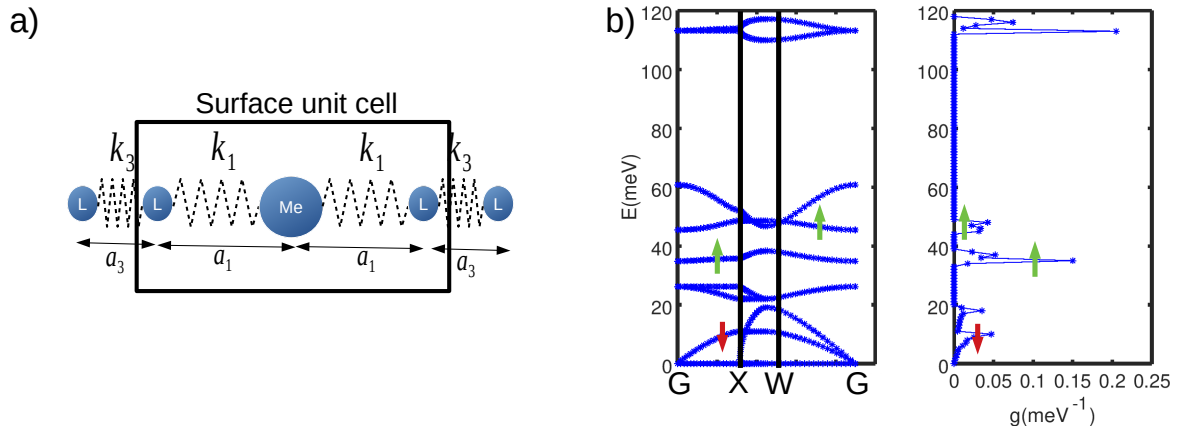 a)
Surface unit cell
k3 k1 k1 k3
L L Me L L
a3 a1 a1 a3
b)
E(meV)
120
100
80
60
40
20
0
G X W G
120
100
80
60
40
20
0
0 0.05 0.1 0.15 0.2 0.25
g(meV-1)